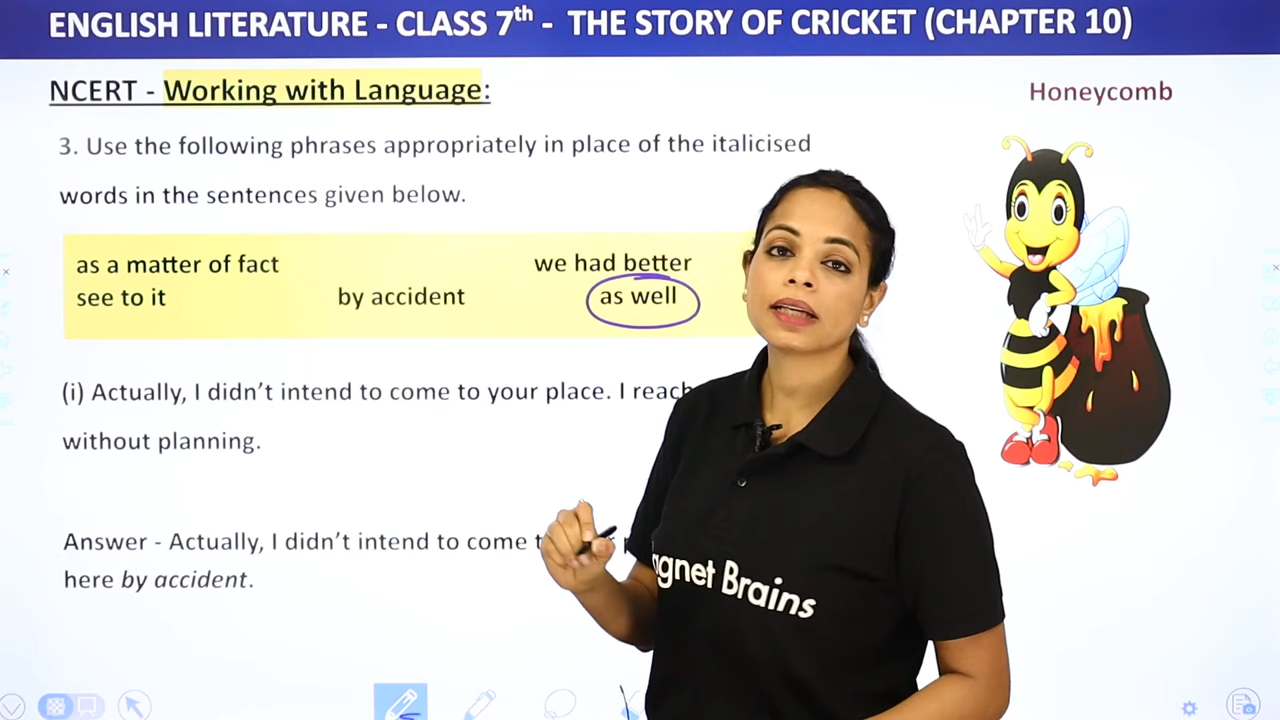 ENGLISH LITERATURE - CLASS 7th - THE STORY OF CRICKET (CHAPTER 10)
NCERT - Working with Language:
Honeycomb
3. Use the following phrases appropriately in place of the italicised
words in the sentences given below.
as a matter of fact we had better
see to it by accident as well
(i) Actually, I didn't intend to come to your place. I
without planning.
Answer - Actually, I didn't intend to come
here by accident.
Brains